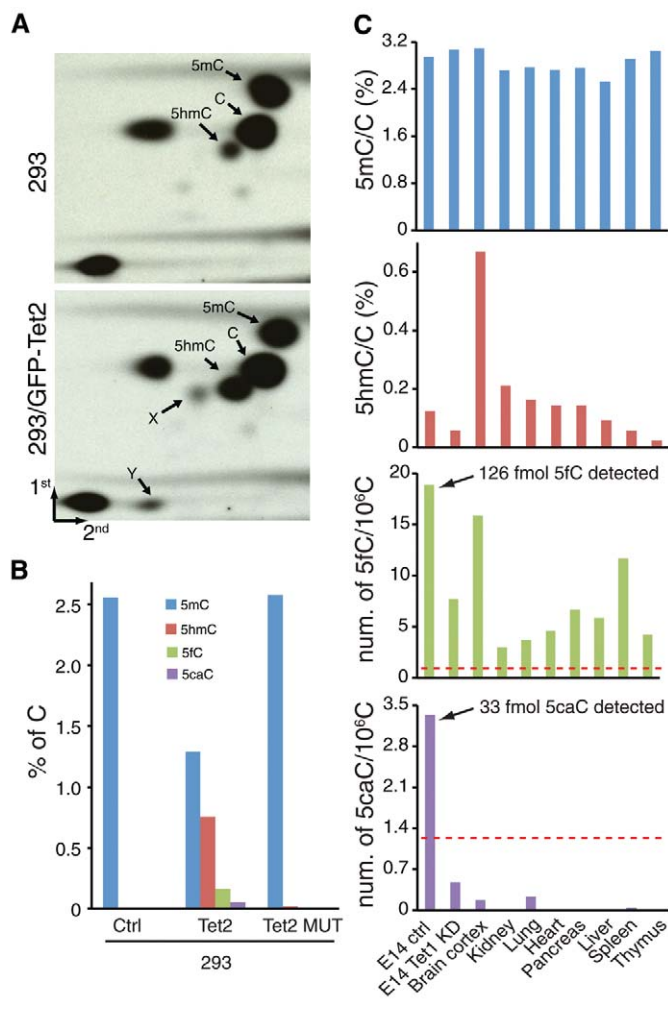 A
293
5mC
C
5hmC
293/GFP-Tet2
5mC
C
5hmC
X
Y
1st
2nd
B
% of C
2.5
2.0
1.5
1.0
0.5
0
5mC
5hmC
5fC
5caC
Ctrl
Tet2
Tet2 MUT
293
C
5mC/C (%)
3.2
2.4
1.6
0.8
0
5hmC/C (%)
0.6
0.4
0.2
0
num. of 5fC/10⁶C
20
15
10
5
0
126 fmol 5fC detected
num. of 5caC/10⁶C
3.5
2.8
2.1
1.4
0.7
0
33 fmol 5caC detected
E14 ctrl
E14 Tet1 KD
Brain cortex
Kidney
Lung
Heart
Pancreas
Liver
Spleen
Thymus